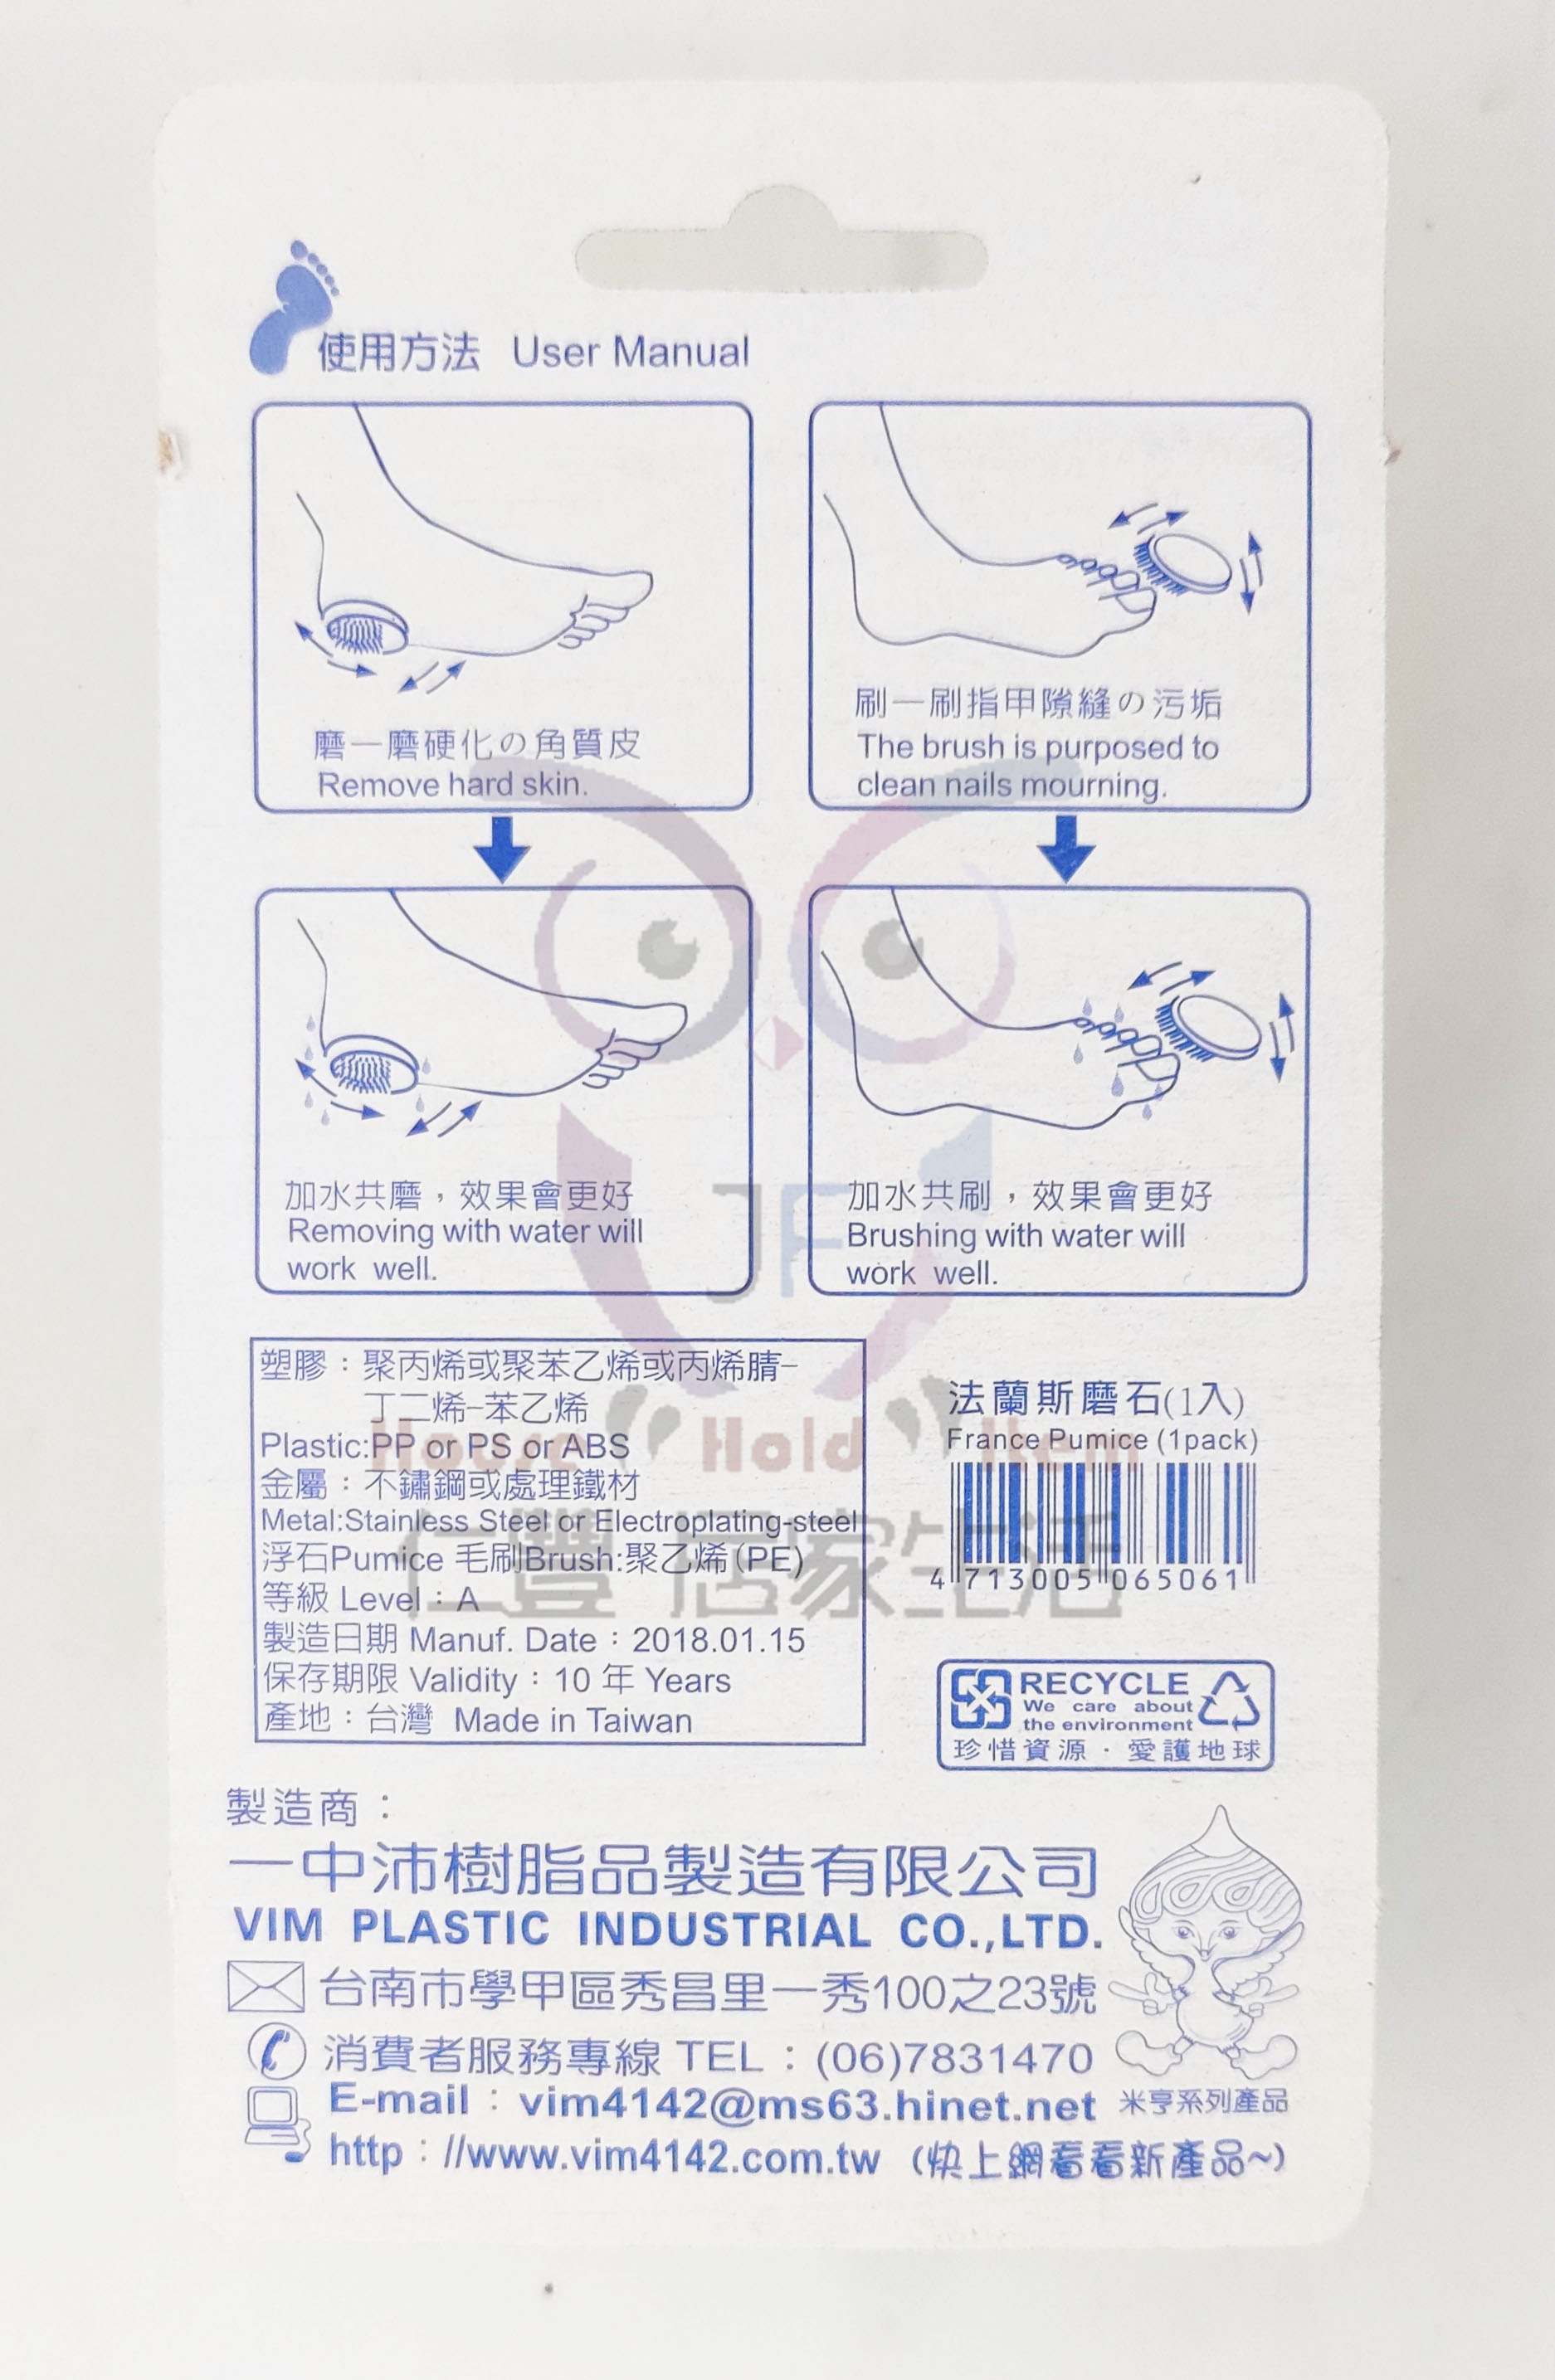 使用方法 User Manual
磨一磨硬化の角質皮
Remove hard skin.
刷一刷指甲隙縫の污垢
The brush is purposed to
clean nails mourning.
加水共磨，效果會更好
Removing with water will
work well.
加水共刷，效果會更好
Brushing with water will
work well.
塑膠：聚丙烯或聚苯乙烯或丙烯腈-
丁二烯-苯乙烯
Plastic:PP or PS or ABS
金屬：不鏽鋼或處理鐵材
Metal:Stainless Steel or Electroplating-steel
浮石Pumice 毛刷Brush:聚乙烯(PE)
等級 Level：A
製造日期 Manuf. Date：2018.01.15
保存期限 Validity：10 年 Years
產地：台灣 Made in Taiwan
法蘭斯磨石(1入)
France Pumice (1pack)
4 713005 065061
RECYCLE
We care about
the environment
珍惜資源・愛護地球
JF
House Hold Item
仁豐 居家生活
製造商：
一中沛樹脂品製造有限公司
VIM PLASTIC INDUSTRIAL CO.,LTD.
台南市學甲區秀昌里一秀100之23號
消費者服務專線 TEL：(06)7831470
E-mail：vim4142@ms63.hinet.net
米亨系列產品
http：//www.vim4142.com.tw (快上網看看新產品~)